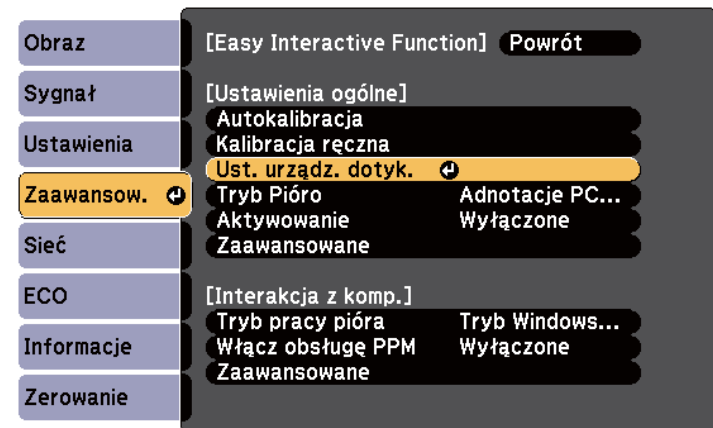 Obraz
Sygnał
Ustawienia
Zaawansow.
Sieć
ECO
Informacje
Zerowanie
[Easy Interactive Function] Powrót
[Ustawienia ogólne]
Autokalibracja
Kalibracja ręczna
Ust. urządz. dotyk.
Tryb Pióro Adnotacje PC...
Aktywowanie Wyłączone
Zaawansowane
[Interakcja z komp.]
Tryb pracy pióra Tryb Windows...
Włącz obsługę PPM Wyłączone
Zaawansowane